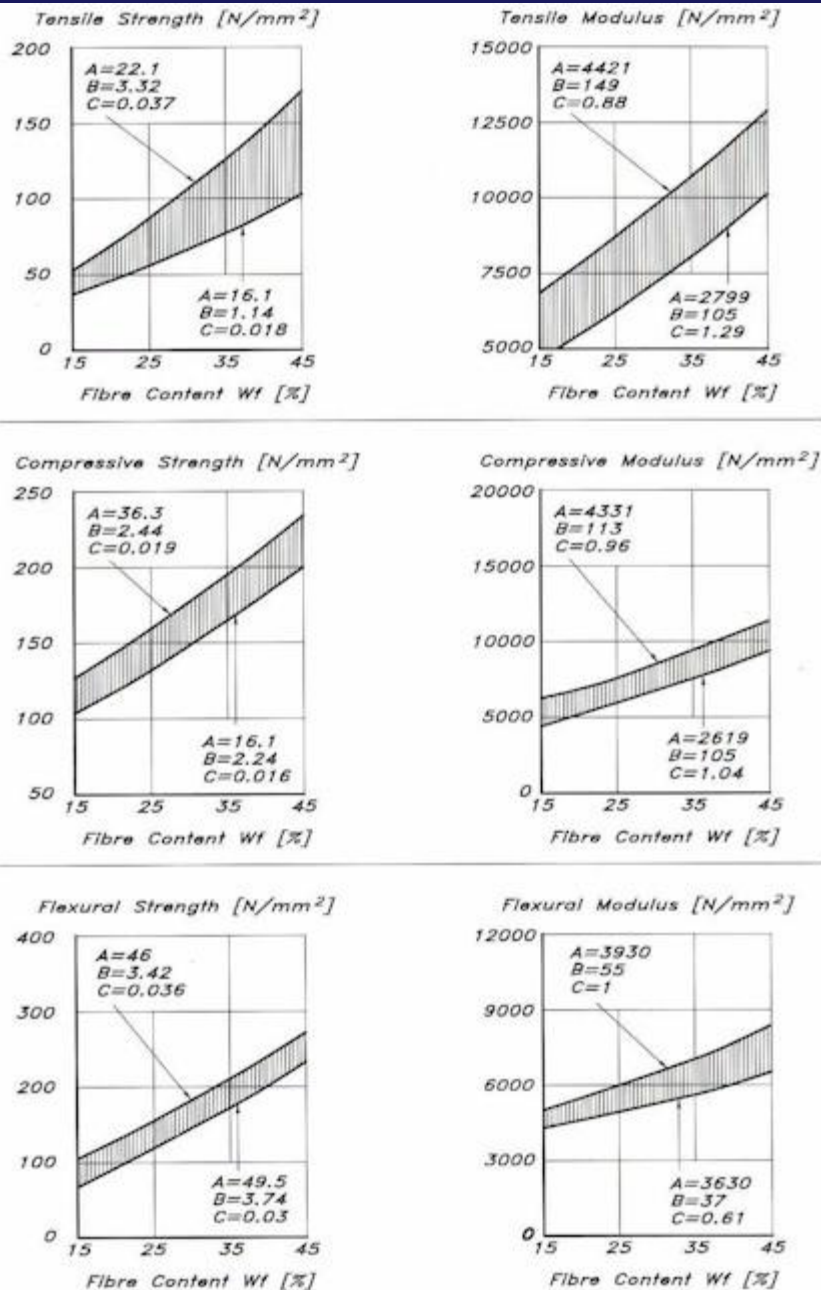 Tensile Strength [N/mm²]
200
A=22.1
B=3.32
C=0.037
150
100
50
A=16.1
B=1.14
C=0.018
0
15 25 35 45
Fibre Content Wf [%]
Tensile Modulus [N/mm²]
15000
A=4421
B=149
C=0.88
12500
10000
7500
A=2799
B=105
C=1.29
5000
15 25 35 45
Fibre Content Wf [%]
Compressive Strength [N/mm²]
250
A=36.3
B=2.44
C=0.019
200
150
100
A=16.1
B=2.24
C=0.016
50
15 25 35 45
Fibre Content Wf [%]
Compressive Modulus [N/mm²]
20000
A=4331
B=113
C=0.96
15000
10000
5000
A=2619
B=105
C=1.04
0
15 25 35 45
Fibre Content Wf [%]
Flexural Strength [N/mm²]
400
A=46
B=3.42
C=0.036
300
200
100
A=49.5
B=3.74
C=0.03
0
15 25 35 45
Fibre Content Wf [%]
Flexural Modulus [N/mm²]
12000
A=3930
B=55
C=1
9000
6000
3000
A=3630
B=37
C=0.61
0
15 25 35 45
Fibre Content Wf [%]